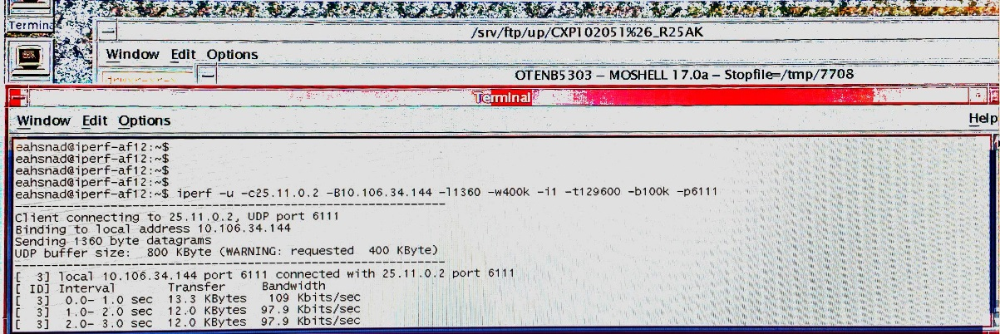 Termina
/srv/ftp/up/CXP102051%26_R25AK
Window Edit Options
OTENB5303 – MOSHELL 17.0a – Stopfile=/tmp/7708
Terminal
Window Edit Options Help
eahsnad@iperf-af12:~$
eahsnad@iperf-af12:~$
eahsnad@iperf-af12:~$
eahsnad@iperf-af12:~$
eahsnad@iperf-af12:~$ iperf -u -c25.11.0.2 -B10.106.34.144 -l1360 -w400k -i1 -t129600 -b100k -p6111
------------------------------------------------------------
Client connecting to 25.11.0.2, UDP port 6111
Binding to local address 10.106.34.144
Sending 1360 byte datagrams
UDP buffer size:  800 KByte (WARNING: requested  400 KByte)
------------------------------------------------------------
[  3] local 10.106.34.144 port 6111 connected with 25.11.0.2 port 6111
[ ID] Interval       Transfer     Bandwidth
[  3]  0.0- 1.0 sec  13.3 KBytes   109 Kbits/sec
[  3]  1.0- 2.0 sec  12.0 KBytes  97.9 Kbits/sec
[  3]  2.0- 3.0 sec  12.0 KBytes  97.9 Kbits/sec